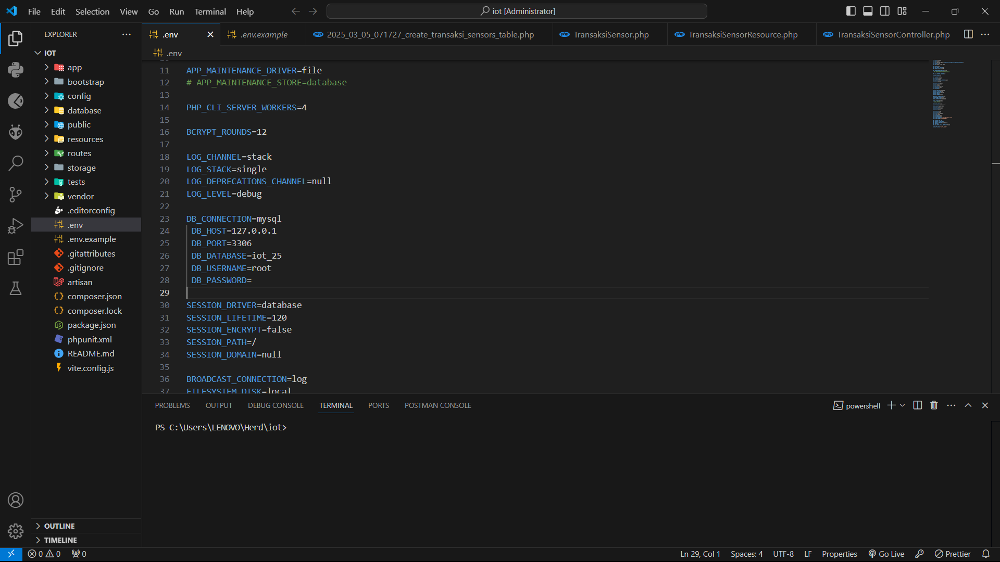 File Edit Selection View Go Run Terminal Help
iot [Administrator]
EXPLORER
.env
.env.example
2025_03_05_071727_create_transaksi_sensors_table.php
TransaksiSensor.php
TransaksiSensorResource.php
TransaksiSensorController.php
IOT
app
bootstrap
config
database
public
resources
routes
storage
tests
vendor
.editorconfig
.env
.env.example
.gitattributes
.gitignore
artisan
composer.json
composer.lock
package.json
phpunit.xml
README.md
vite.config.js
OUTLINE
TIMELINE
.env
11 APP_MAINTENANCE_DRIVER=file
12 # APP_MAINTENANCE_STORE=database
13
14 PHP_CLI_SERVER_WORKERS=4
15
16 BCRYPT_ROUNDS=12
17
18 LOG_CHANNEL=stack
19 LOG_STACK=single
20 LOG_DEPRECATIONS_CHANNEL=null
21 LOG_LEVEL=debug
22
23 DB_CONNECTION=mysql
24 DB_HOST=127.0.0.1
25 DB_PORT=3306
26 DB_DATABASE=iot_25
27 DB_USERNAME=root
28 DB_PASSWORD=
29
30 SESSION_DRIVER=database
31 SESSION_LIFETIME=120
32 SESSION_ENCRYPT=false
33 SESSION_PATH=/
34 SESSION_DOMAIN=null
35
36 BROADCAST_CONNECTION=log
37 FILESYSTEM_DISK=local
PROBLEMS OUTPUT DEBUG CONSOLE TERMINAL PORTS POSTMAN CONSOLE
powershell
PS C:\Users\LENOVO\Herd\iot>
0 0 0
Ln 29, Col 1 Spaces: 4 UTF-8 LF Properties Go Live Prettier